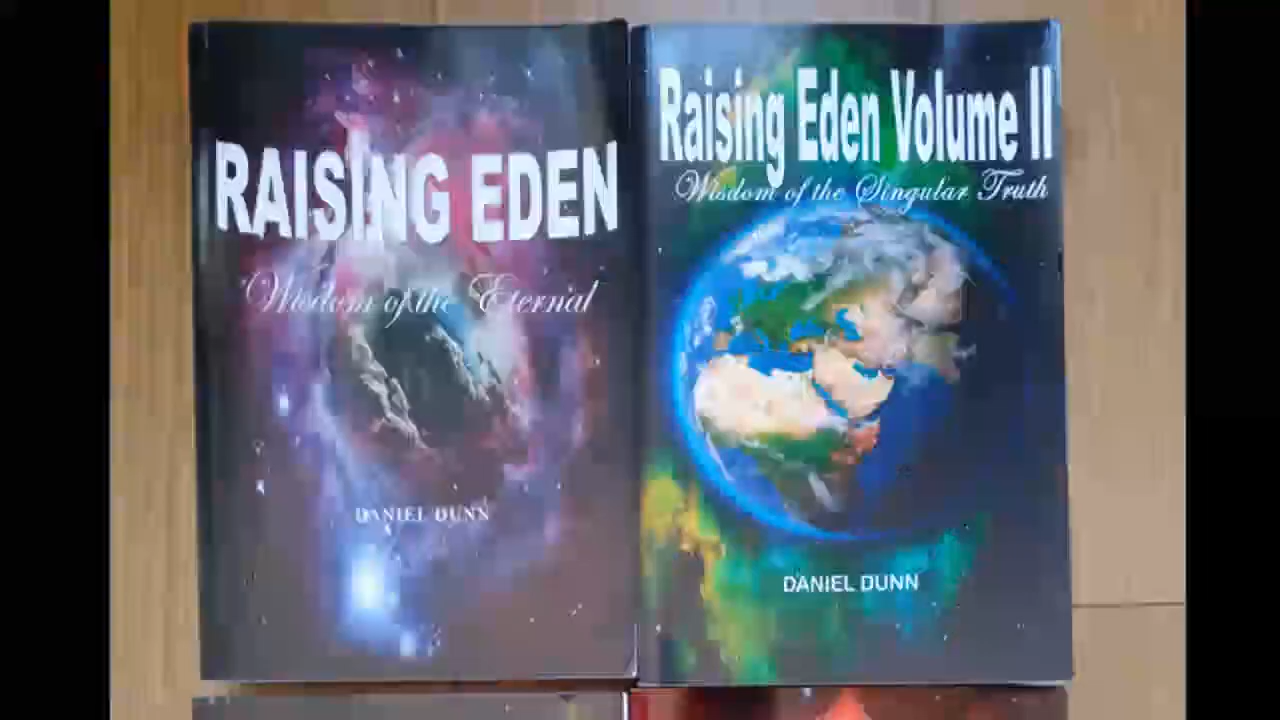 RAISING EDEN
Wisdom of the Eternal
DANIEL DUNN
Raising Eden Volume II
Wisdom of the Singular Truth
DANIEL DUNN